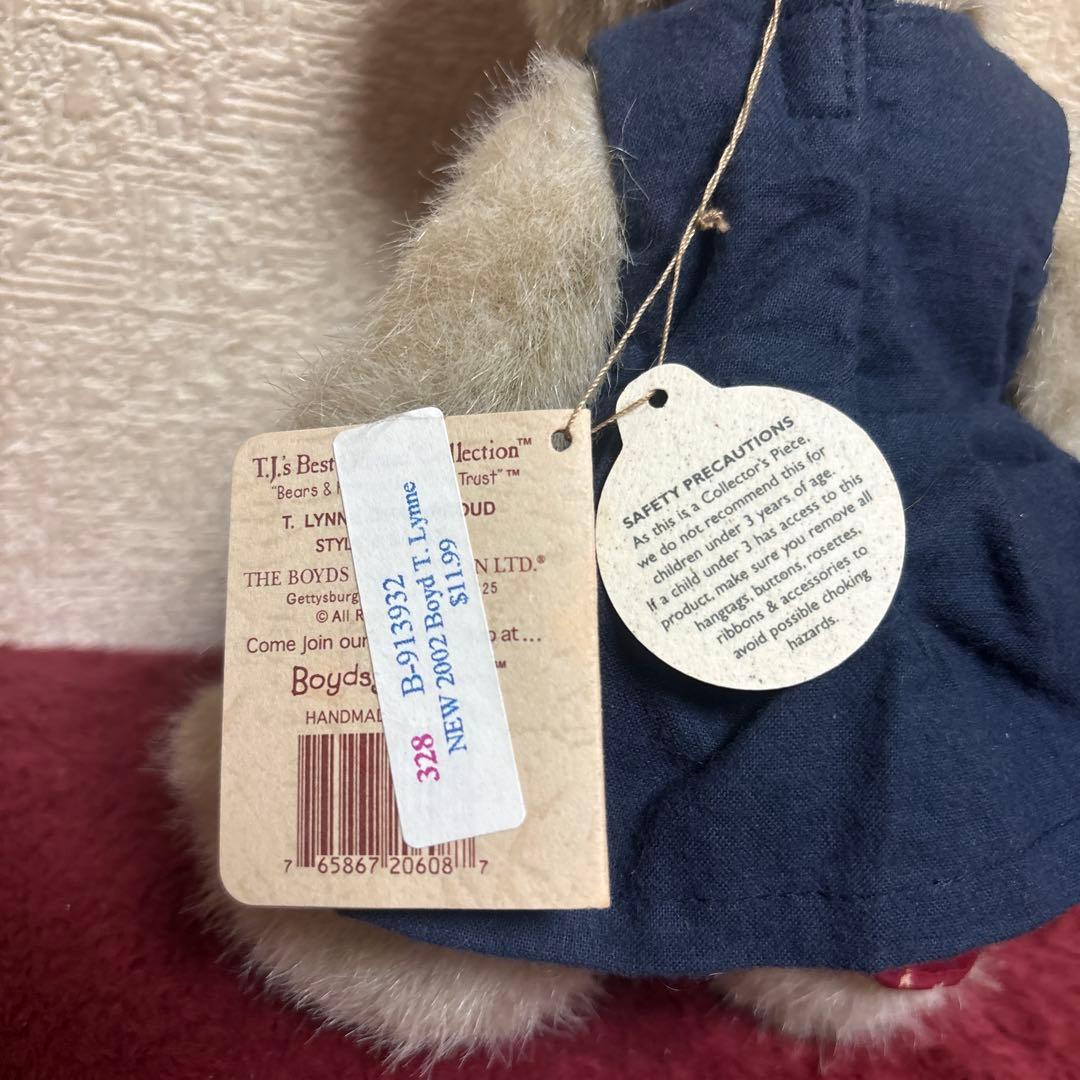 T.J.'s Best llection™
"Bears & Trust"™
T. LYNN OUD
STYL
THE BOYDS N LTD.®
Gettysburg 25
© All R
Come Join our p at...
Boyds
HANDMA
7 65867 20608 7
328 B-913932
NEW 2002 Boyd T. Lynne
$11.99
SAFETY PRECAUTIONS
As this is a Collector's Piece,
we do not recommend this for
children under 3 years of age.
If a child under 3 has access to this
product, make sure you remove all
hangtags, buttons, rosettes,
ribbons & accessories to
avoid possible choking
hazards.